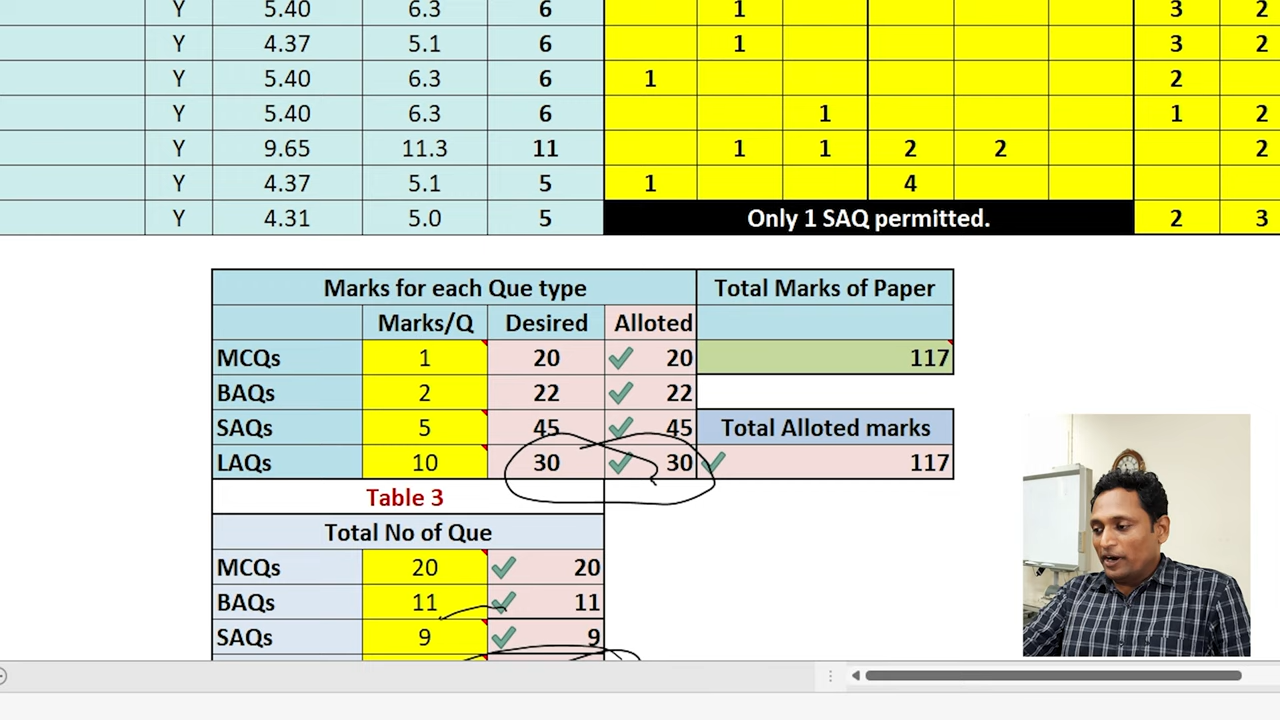 Y 5.40 6.3 6 1 3 2
Y 4.37 5.1 6 1 3 2
Y 5.40 6.3 6 1 2
Y 5.40 6.3 6 1 1 2
Y 9.65 11.3 11 1 1 2 2 2
Y 4.37 5.1 5 1 4
Y 4.31 5.0 5 Only 1 SAQ permitted. 2 3
Marks for each Que type Total Marks of Paper
Marks/Q Desired Alloted
MCQs 1 20 20 117
BAQs 2 22 22
SAQs 5 45 45 Total Alloted marks
LAQs 10 30 30 117
Table 3
Total No of Que
MCQs 20 20
BAQs 11 11
SAQs 9 9